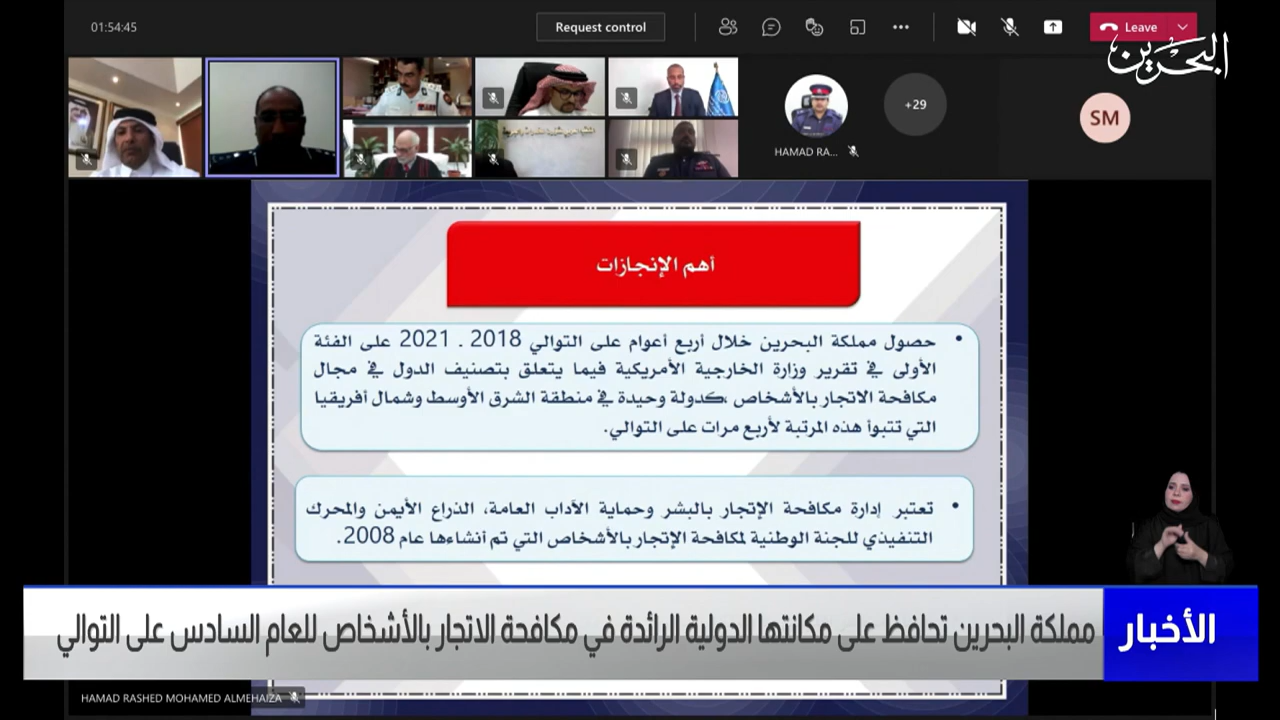 01:54:45
Request control
Leave
البحرين
+29
SM
HAMAD RA...
أهم الإنجازات
• حصول مملكة البحرين خلال أربع أعوام على التوالي 2018 . 2021 على الفئة
الأولى في تقرير وزارة الخارجية الأمريكية فيما يتعلق بتصنيف الدول في مجال
مكافحة الاتجار بالأشخاص ،كدولة وحيدة في منطقة الشرق الأوسط وشمال أفريقيا
التي تتبوأ هذه المرتبة لأربع مرات على التوالي.
• تعتبر إدارة مكافحة الإتجار بالبشر وحماية الآداب العامة، الذراع الأيمن والمحرك
التنفيذي للجنة الوطنية لمكافحة الإتجار بالأشخاص التي تم أنشاءها عام 2008.
الأخبار
مملكة البحرين تحافظ على مكانتها الدولية الرائدة في مكافحة الاتجار بالأشخاص للعام السادس على التوالي
HAMAD RASHED MOHAMED ALMEHAIZA